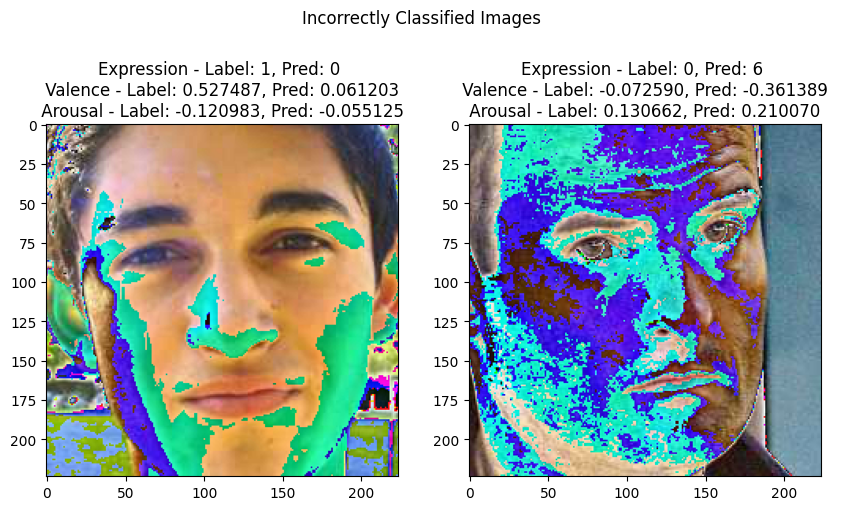 Incorrectly Classified Images
Expression - Label: 1, Pred: 0
Valence - Label: 0.527487, Pred: 0.061203
Arousal - Label: -0.120983, Pred: -0.055125
0
25
50
75
100
125
150
175
200
0 50 100 150 200
Expression - Label: 0, Pred: 6
Valence - Label: -0.072590, Pred: -0.361389
Arousal - Label: 0.130662, Pred: 0.210070
0
25
50
75
100
125
150
175
200
0 50 100 150 200